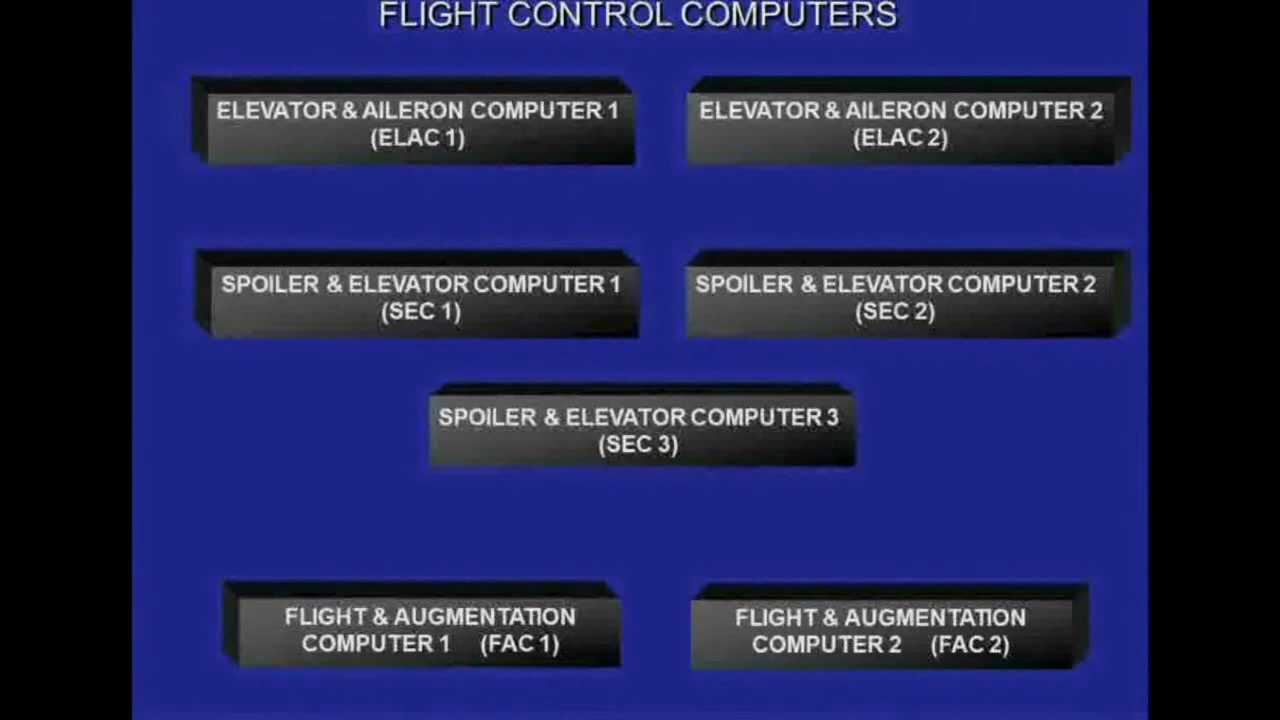 FLIGHT CONTROL COMPUTERS
ELEVATOR & AILERON COMPUTER 1
(ELAC 1)
ELEVATOR & AILERON COMPUTER 2
(ELAC 2)
SPOILER & ELEVATOR COMPUTER 1
(SEC 1)
SPOILER & ELEVATOR COMPUTER 2
(SEC 2)
SPOILER & ELEVATOR COMPUTER 3
(SEC 3)
FLIGHT & AUGMENTATION
COMPUTER 1 (FAC 1)
FLIGHT & AUGMENTATION
COMPUTER 2 (FAC 2)